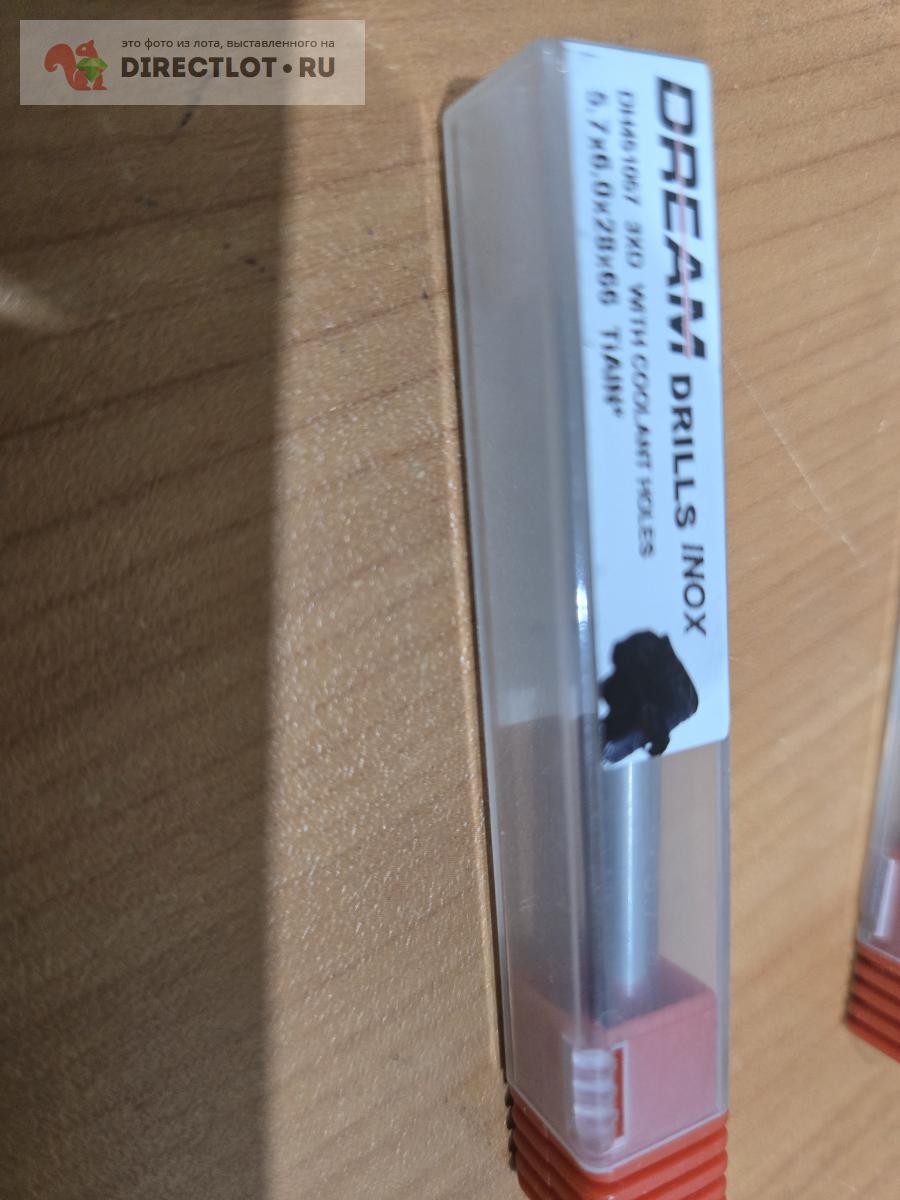 это фото из лота, выставленного на
DIRECTLOT•RU
DREAM DRILLS INOX
DH451057 3XD WITH COOLANT HOLES
5.7x6.0x28x66 TiAlN